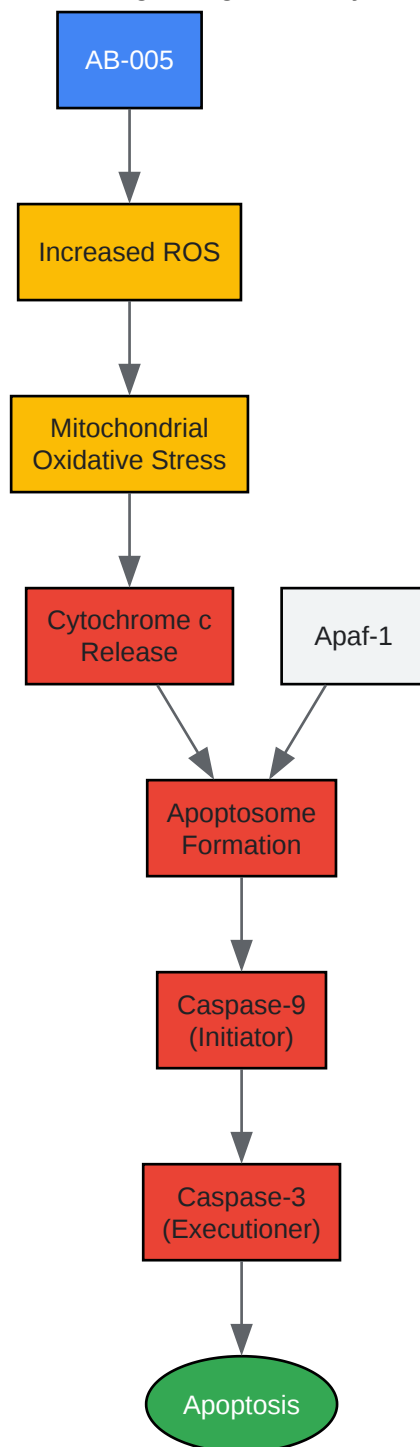 AB-005
Increased ROS
Mitochondrial
Oxidative Stress
Cytochrome c
Release
Apaf-1
Apoptosome
Formation
Caspase-9
(Initiator)
Caspase-3
(Executioner)
Apoptosis